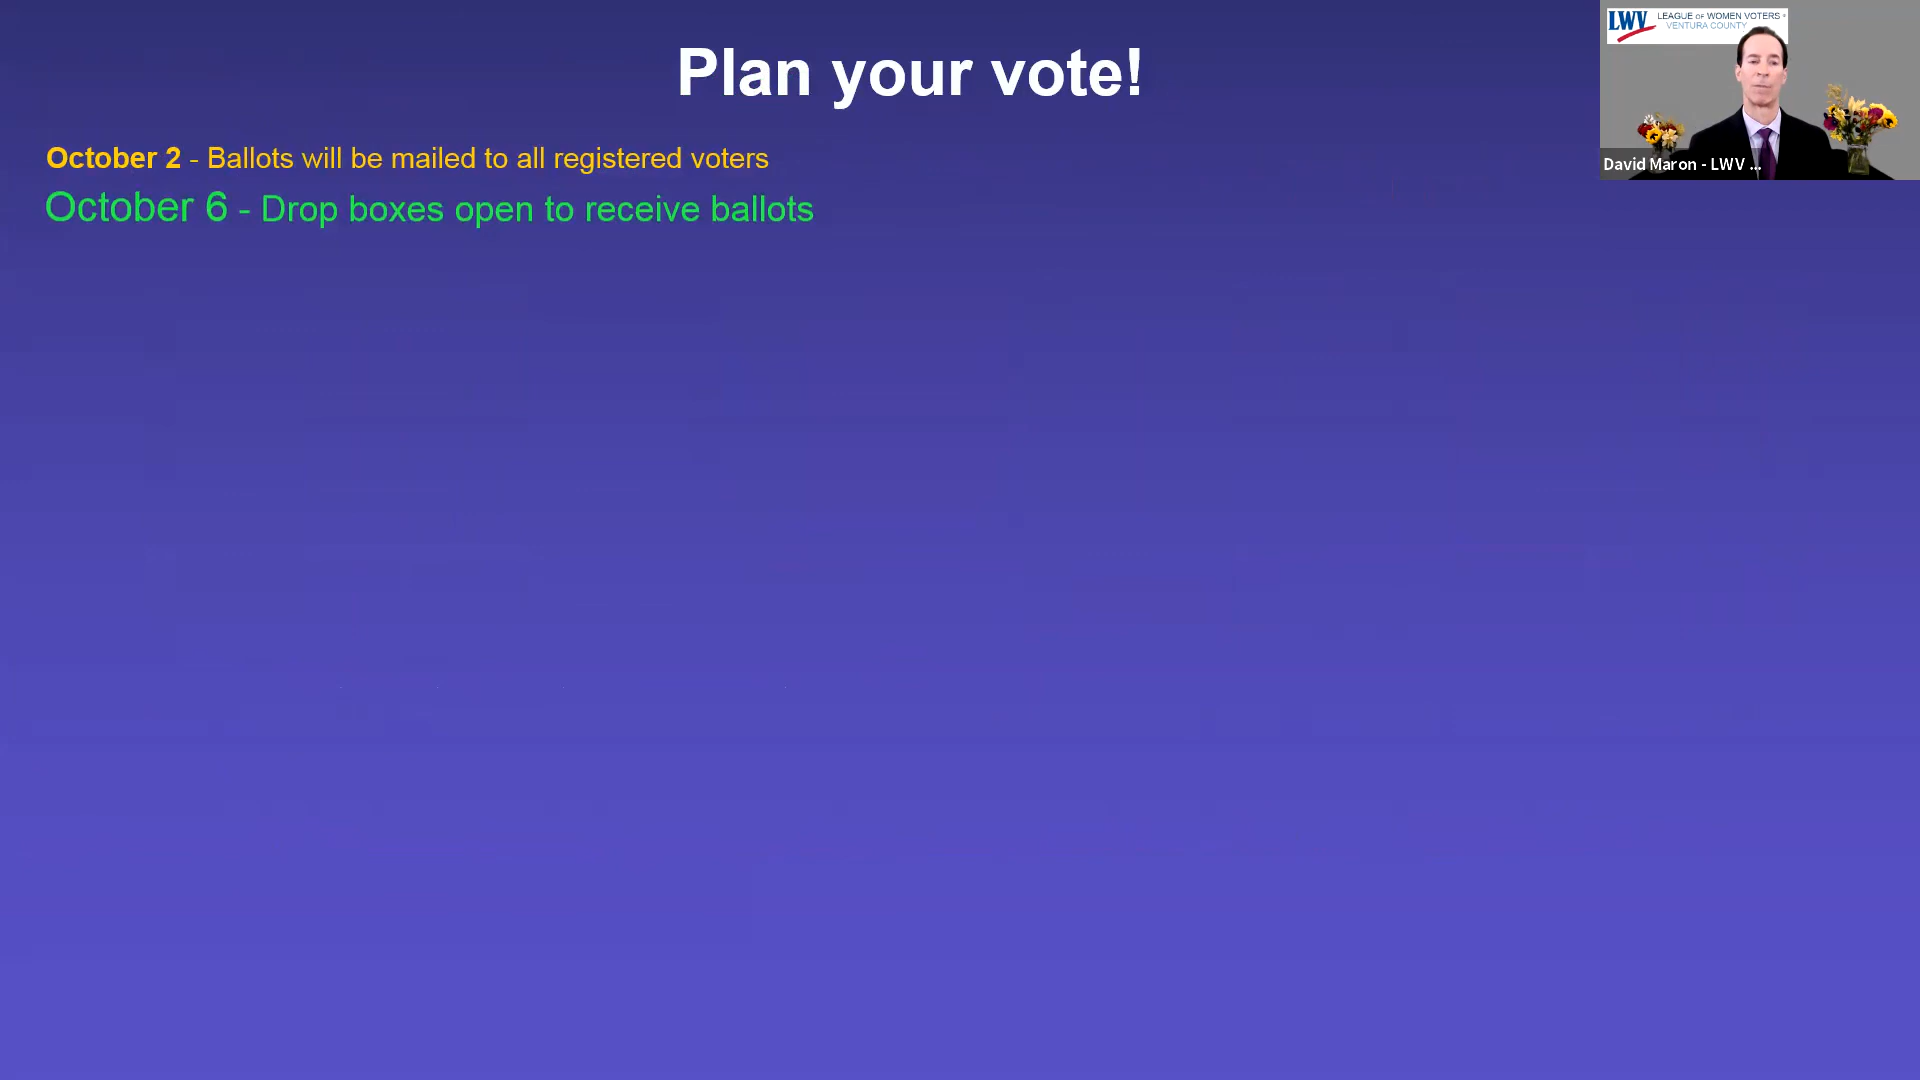 Plan your vote!
October 2 - Ballots will be mailed to all registered voters
October 6 - Drop boxes open to receive ballots
LWV LEAGUE OF WOMEN VOTERS®
VENTURA COUNTY
David Maron - LWV ...